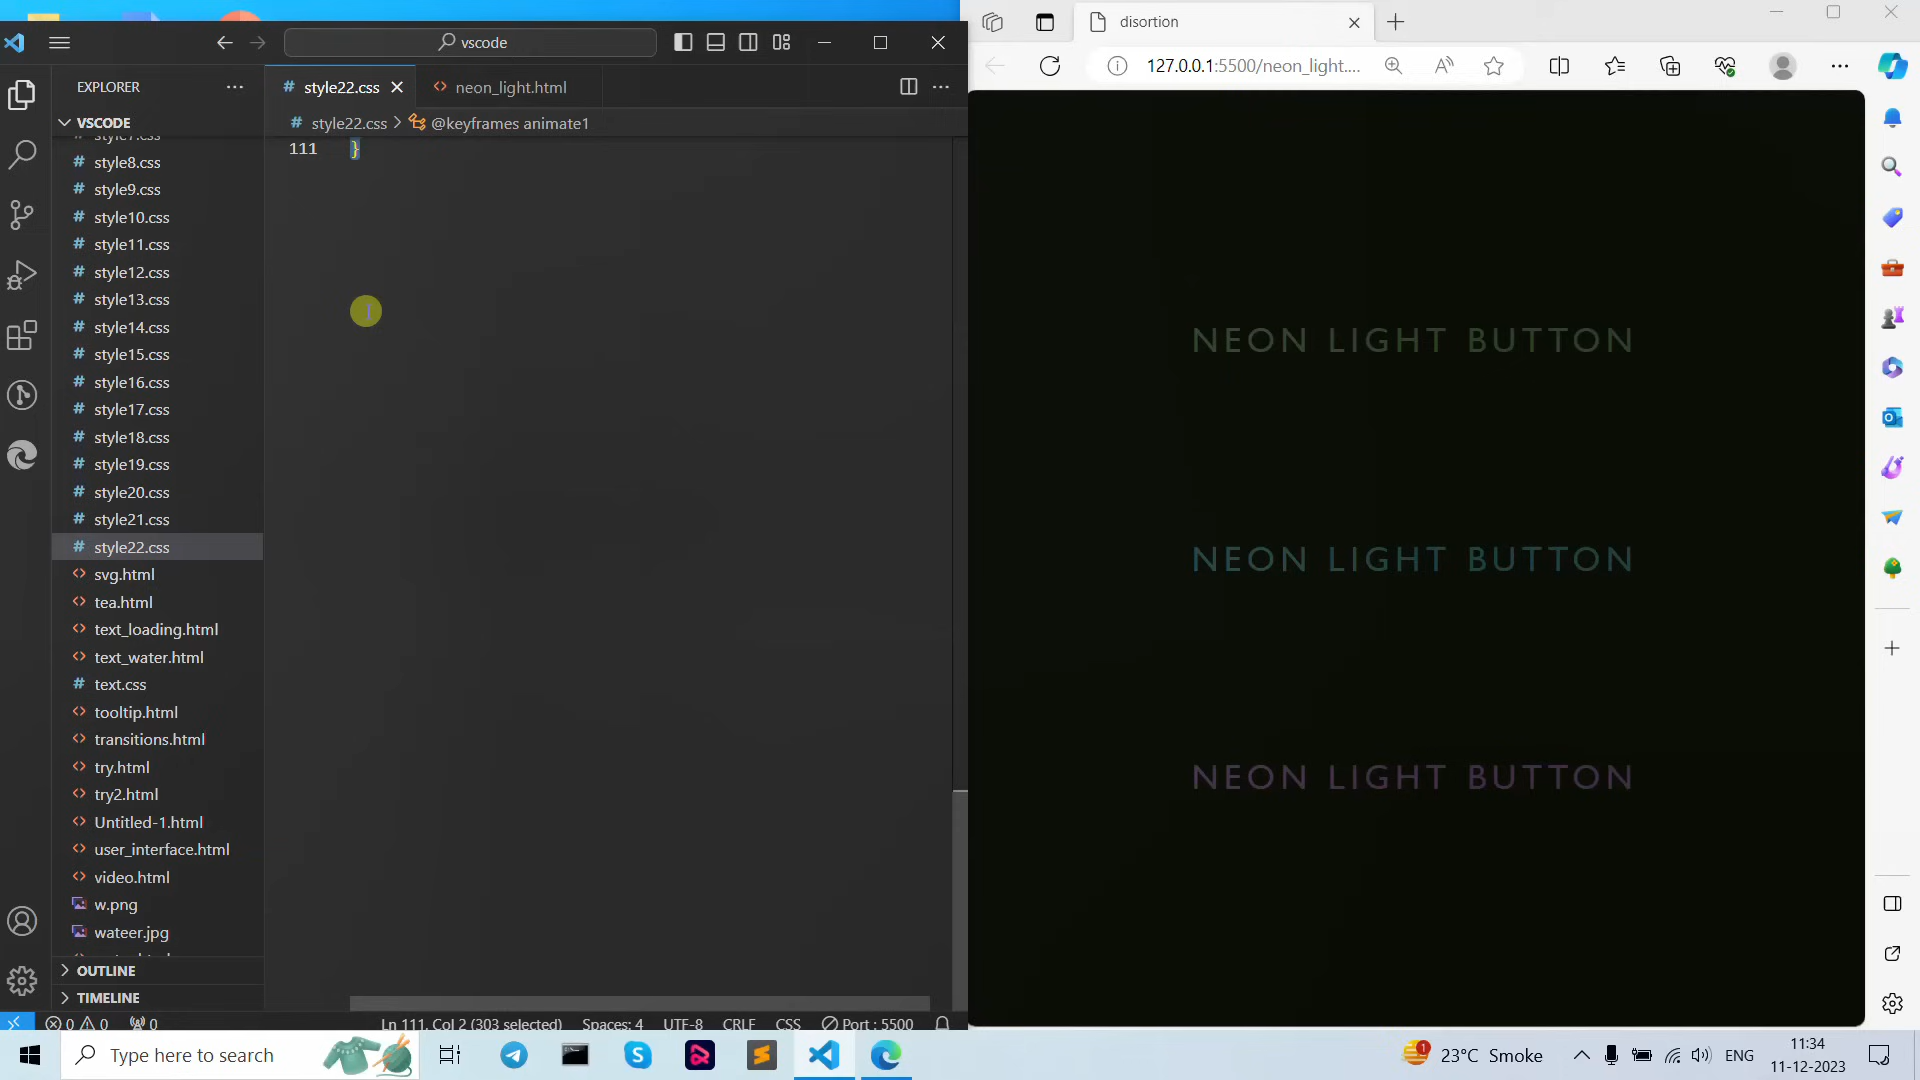 vscode
EXPLORER
VSCODE
style7.css
style8.css
style9.css
style10.css
style11.css
style12.css
style13.css
style14.css
style15.css
style16.css
style17.css
style18.css
style19.css
style20.css
style21.css
style22.css
svg.html
tea.html
text_loading.html
text_water.html
text.css
tooltip.html
transitions.html
try.html
try2.html
Untitled-1.html
user_interface.html
video.html
w.png
wateer.jpg
OUTLINE
TIMELINE
style22.css
neon_light.html
style22.css > @keyframes animate1
111 }
0 0 0
Ln 111, Col 2 (303 selected) Spaces: 4 UTF-8 CRLF CSS Port : 5500
disortion
127.0.0.1:5500/neon_light....
NEON LIGHT BUTTON
NEON LIGHT BUTTON
NEON LIGHT BUTTON
Type here to search
1
23°C Smoke
ENG
11:34
11-12-2023